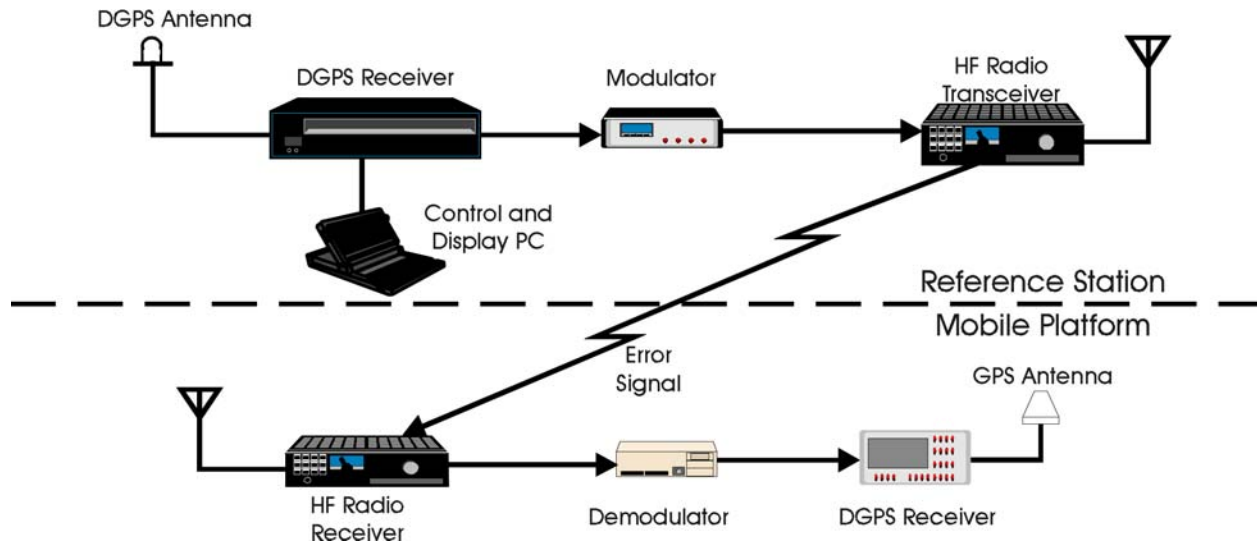 DGPS Antenna
DGPS Receiver
Modulator
HF Radio
Transceiver
Control and
Display PC
Reference Station
Mobile Platform
Error
Signal
GPS Antenna
HF Radio
Receiver
Demodulator
DGPS Receiver